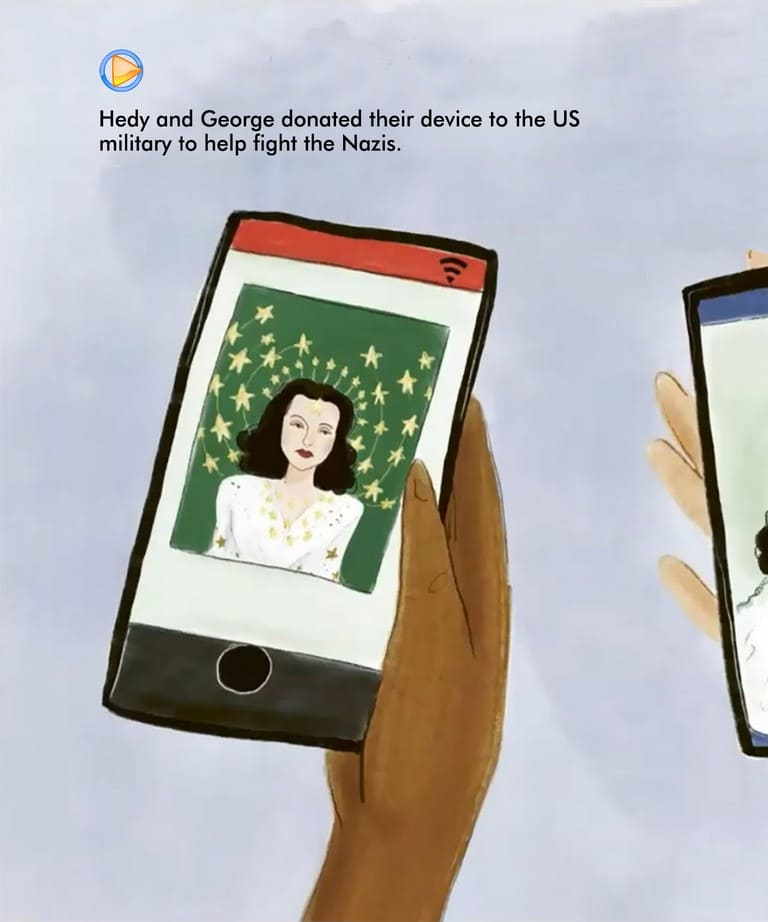 Hedy and George donated their device to the US
military to help fight the Nazis.